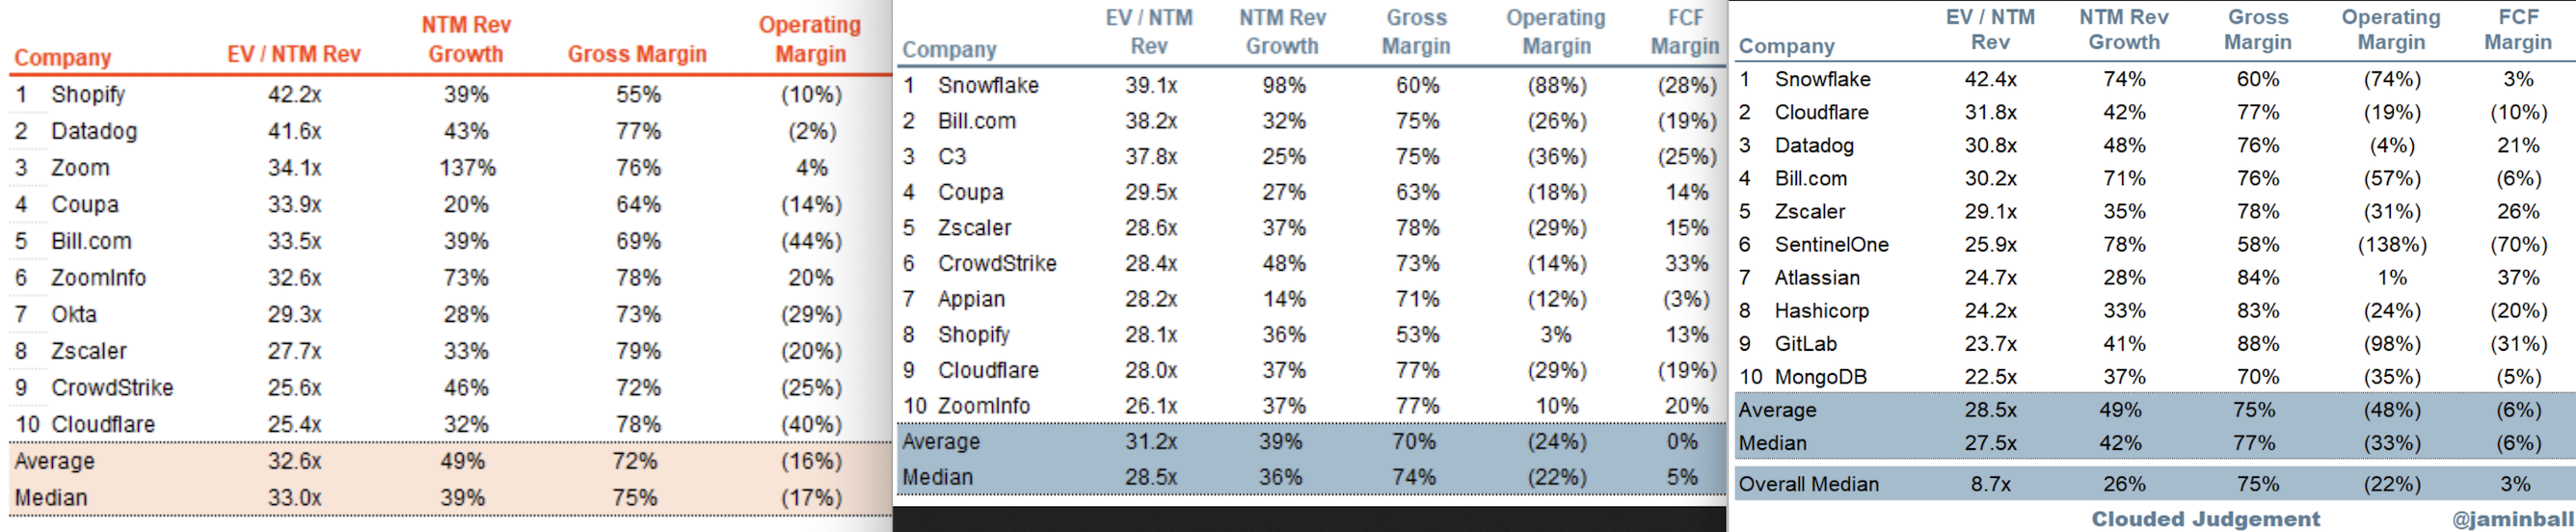 Company EV / NTM Rev NTM Rev Growth Gross Margin Operating Margin
1 Shopify 42.2x 39% 55% (10%)
2 Datadog 41.6x 43% 77% (2%)
3 Zoom 34.1x 137% 76% 4%
4 Coupa 33.9x 20% 64% (14%)
5 Bill.com 33.5x 39% 69% (44%)
6 ZoomInfo 32.6x 73% 78% 20%
7 Okta 29.3x 28% 73% (29%)
8 Zscaler 27.7x 33% 79% (20%)
9 CrowdStrike 25.6x 46% 72% (25%)
10 Cloudflare 25.4x 32% 78% (40%)
Average 32.6x 49% 72% (16%)
Median 33.0x 39% 75% (17%)
Company EV / NTM Rev NTM Rev Growth Gross Margin Operating Margin FCF Margin
1 Snowflake 39.1x 98% 60% (88%) (28%)
2 Bill.com 38.2x 32% 75% (26%) (19%)
3 C3 37.8x 25% 75% (36%) (25%)
4 Coupa 29.5x 27% 63% (18%) 14%
5 Zscaler 28.6x 37% 78% (29%) 15%
6 CrowdStrike 28.4x 48% 73% (14%) 33%
7 Appian 28.2x 14% 71% (12%) (3%)
8 Shopify 28.1x 36% 53% 3% 13%
9 Cloudflare 28.0x 37% 77% (29%) (19%)
10 ZoomInfo 26.1x 37% 77% 10% 20%
Average 31.2x 39% 70% (24%) 0%
Median 28.5x 36% 74% (22%) 5%
Company EV / NTM Rev NTM Rev Growth Gross Margin Operating Margin FCF Margin
1 Snowflake 42.4x 74% 60% (74%) 3%
2 Cloudflare 31.8x 42% 77% (19%) (10%)
3 Datadog 30.8x 48% 76% (4%) 21%
4 Bill.com 30.2x 71% 76% (57%) (6%)
5 Zscaler 29.1x 35% 78% (31%) 26%
6 SentinelOne 25.9x 78% 58% (138%) (70%)
7 Atlassian 24.7x 28% 84% 1% 37%
8 Hashicorp 24.2x 33% 83% (24%) (20%)
9 GitLab 23.7x 41% 88% (98%) (31%)
10 MongoDB 22.5x 37% 70% (35%) (5%)
Average 28.5x 49% 75% (48%) (6%)
Median 27.5x 42% 77% (33%) (6%)
Overall Median 8.7x 26% 75% (22%) 3%
Clouded Judgement @jaminball